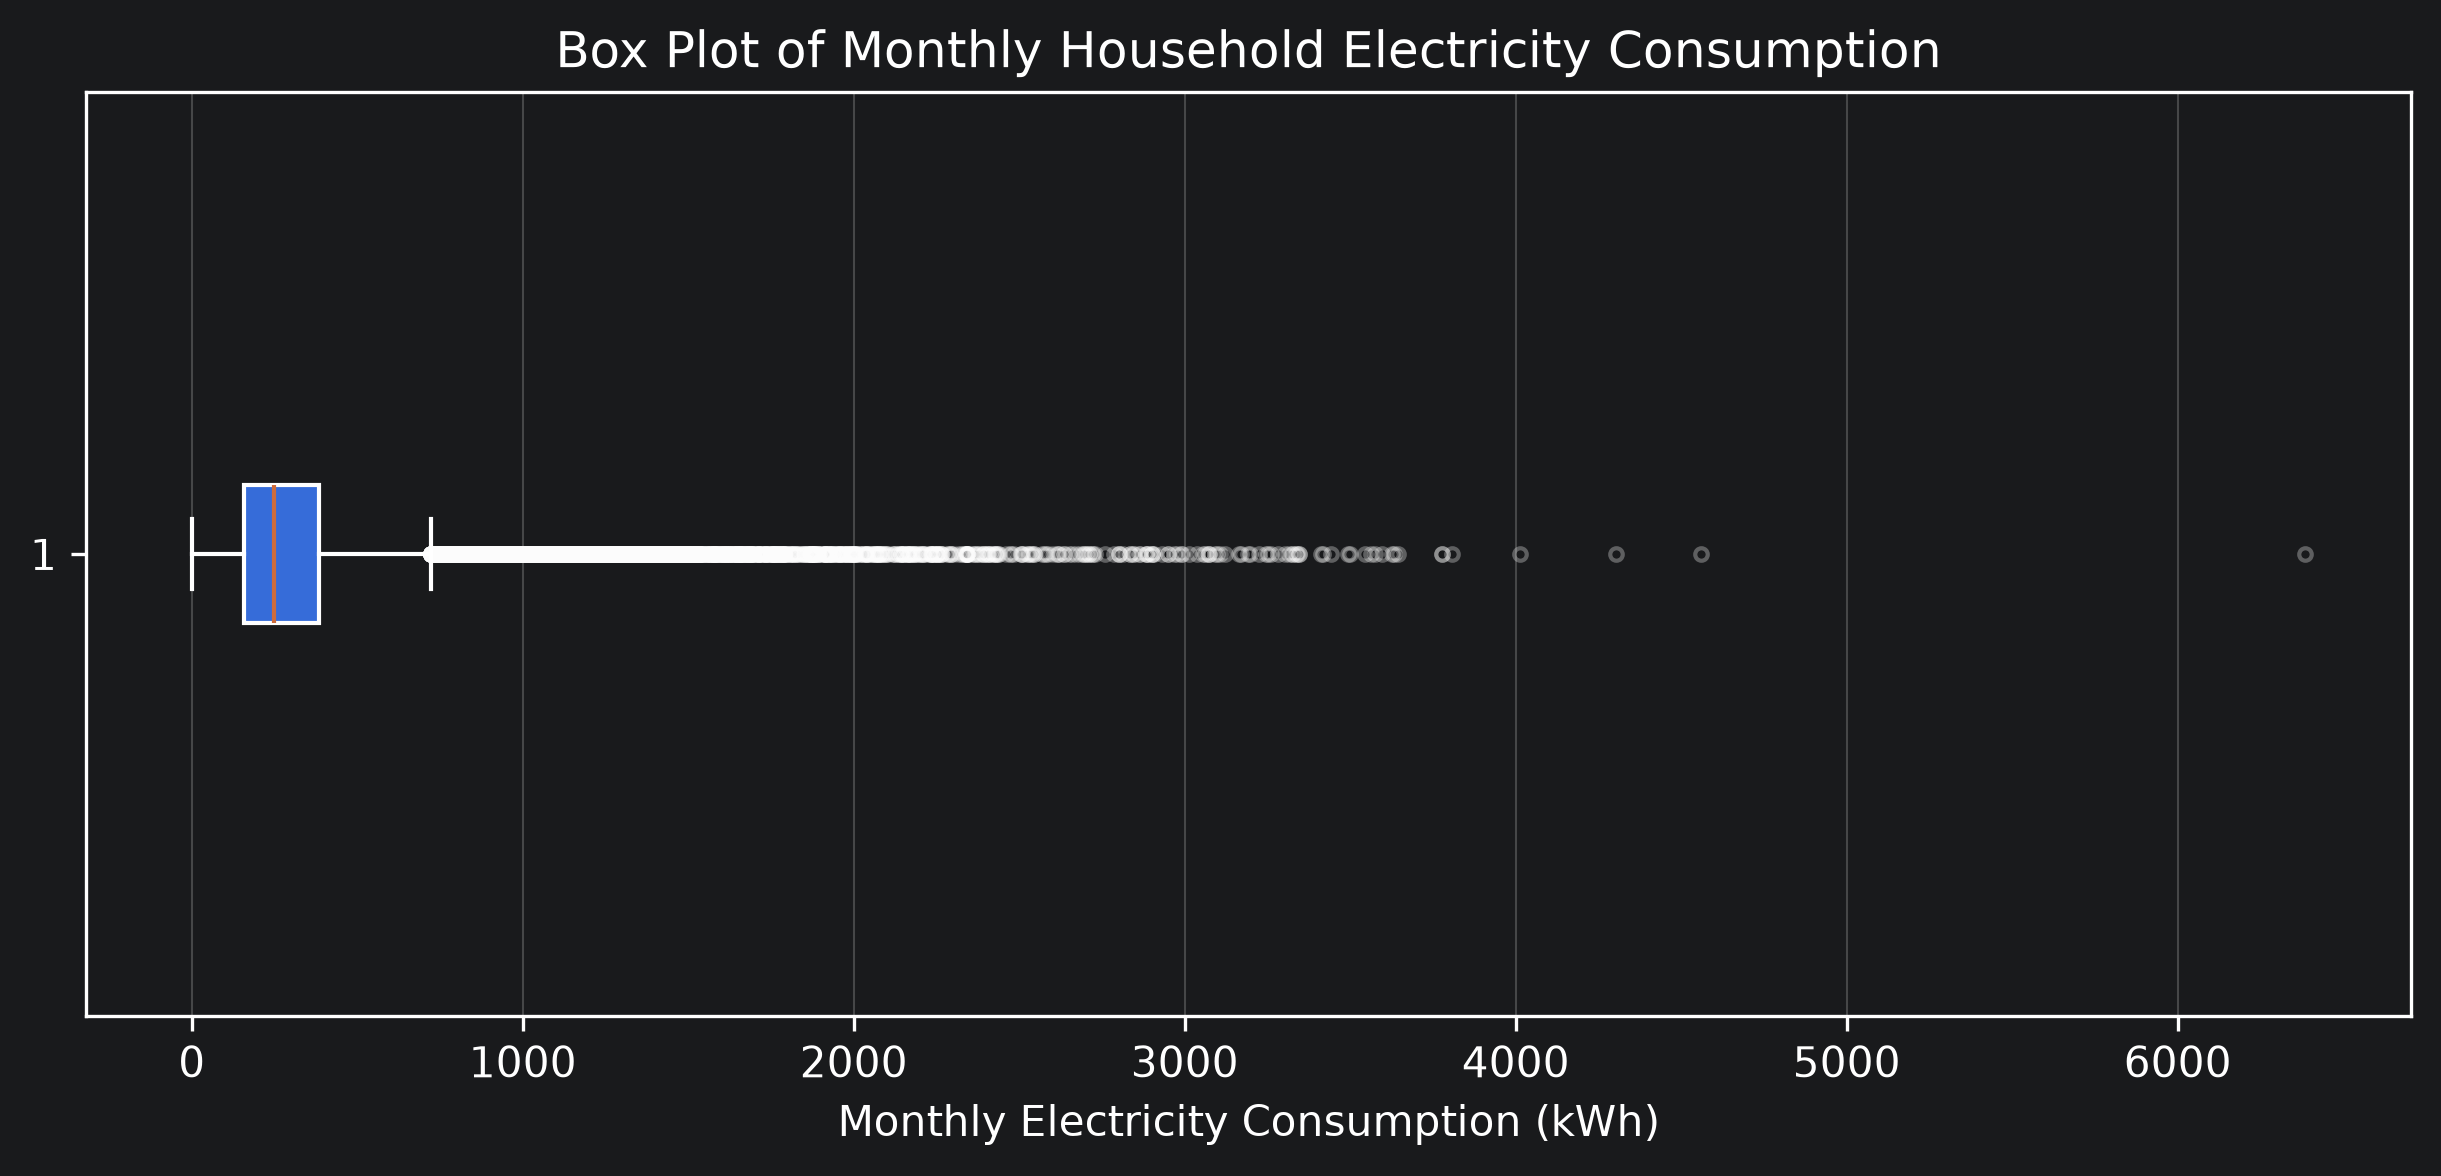 Box Plot of Monthly Household Electricity Consumption
1
0 1000 2000 3000 4000 5000 6000
Monthly Electricity Consumption (kWh)